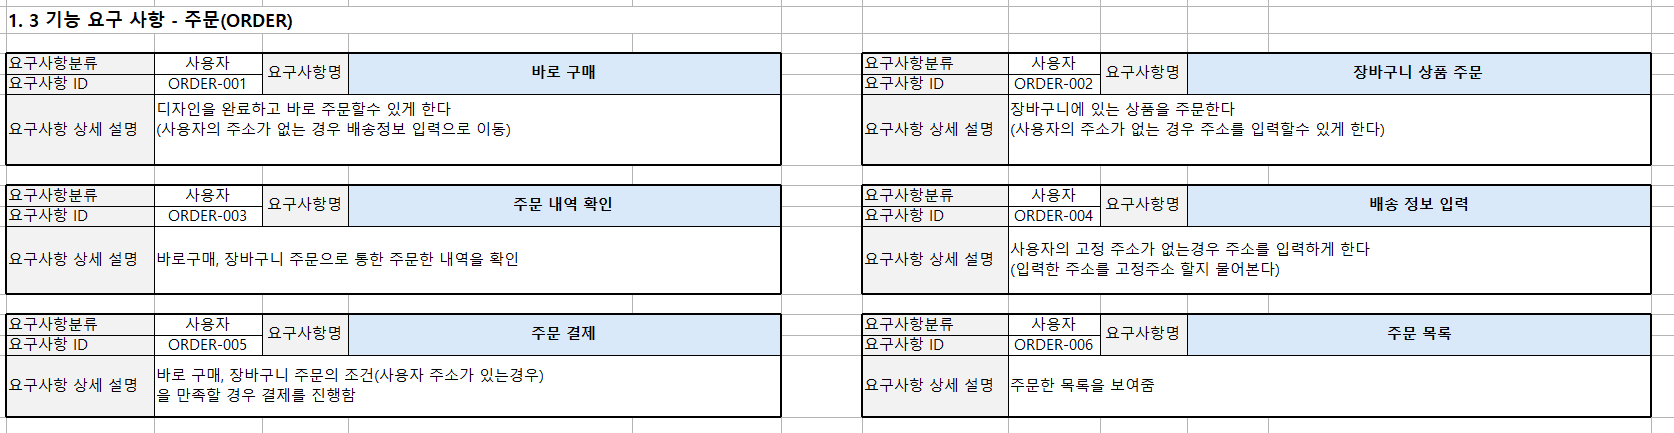 1. 3 기능 요구 사항 - 주문(ORDER)
요구사항분류 사용자 요구사항명 바로 구매
요구사항 ID ORDER-001
요구사항 상세 설명 디자인을 완료하고 바로 주문할수 있게 한다
(사용자의 주소가 없는 경우 배송정보 입력으로 이동)
요구사항분류 사용자 요구사항명 장바구니 상품 주문
요구사항 ID ORDER-002
요구사항 상세 설명 장바구니에 있는 상품을 주문한다
(사용자의 주소가 없는 경우 주소를 입력할수 있게 한다)
요구사항분류 사용자 요구사항명 주문 내역 확인
요구사항 ID ORDER-003
요구사항 상세 설명 바로구매, 장바구니 주문으로 통한 주문한 내역을 확인
요구사항분류 사용자 요구사항명 배송 정보 입력
요구사항 ID ORDER-004
요구사항 상세 설명 사용자의 고정 주소가 없는경우 주소를 입력하게 한다
(입력한 주소를 고정주소 할지 물어본다)
요구사항분류 사용자 요구사항명 주문 결제
요구사항 ID ORDER-005
요구사항 상세 설명 바로 구매, 장바구니 주문의 조건(사용자 주소가 있는경우)
을 만족할 경우 결제를 진행함
요구사항분류 사용자 요구사항명 주문 목록
요구사항 ID ORDER-006
요구사항 상세 설명 주문한 목록을 보여줌